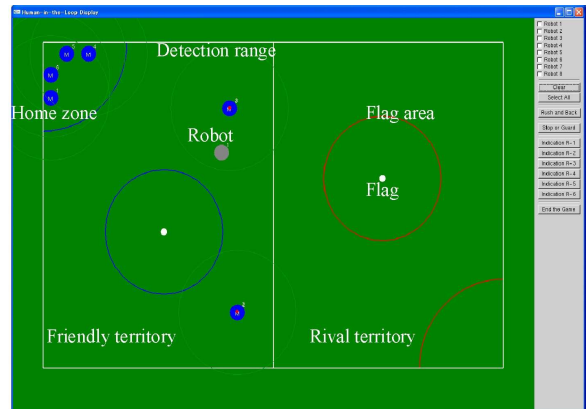 Human-in-the-Loop Display
Detection range
Home zone
Robot
Flag area
Flag
Friendly territory
Rival territory
M
M
M
M
Robot 1
Robot 2
Robot 3
Robot 4
Robot 5
Robot 6
Robot 7
Robot 8
Clear
Select All
Rush and Back
Stop or Guard
Indication R-1
Indication R-2
Indication R-3
Indication R-4
Indication R-5
Indication R-6
End the Game